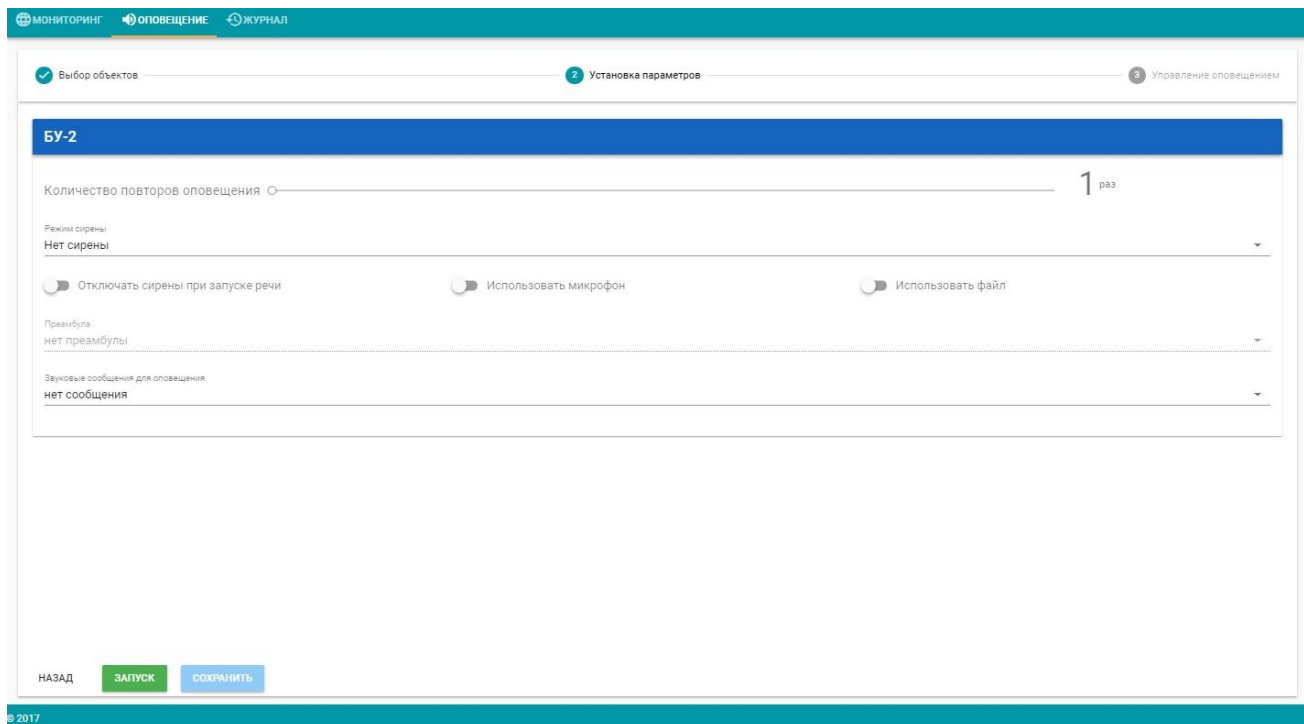 МОНИТОРИНГ ОПОВЕЩЕНИЕ ЖУРНАЛ
Выбор объектов 2 Установка параметров 3 Управление оповещением
БУ-2
Количество повторов оповещения 1 раз
Режим сирены
Нет сирены
Отключать сирены при запуске речи Использовать микрофон Использовать файл
Преамбула
нет преамбулы
Звуковые сообщения для оповещения
нет сообщения
НАЗАД ЗАПУСК СОХРАНИТЬ
© 2017